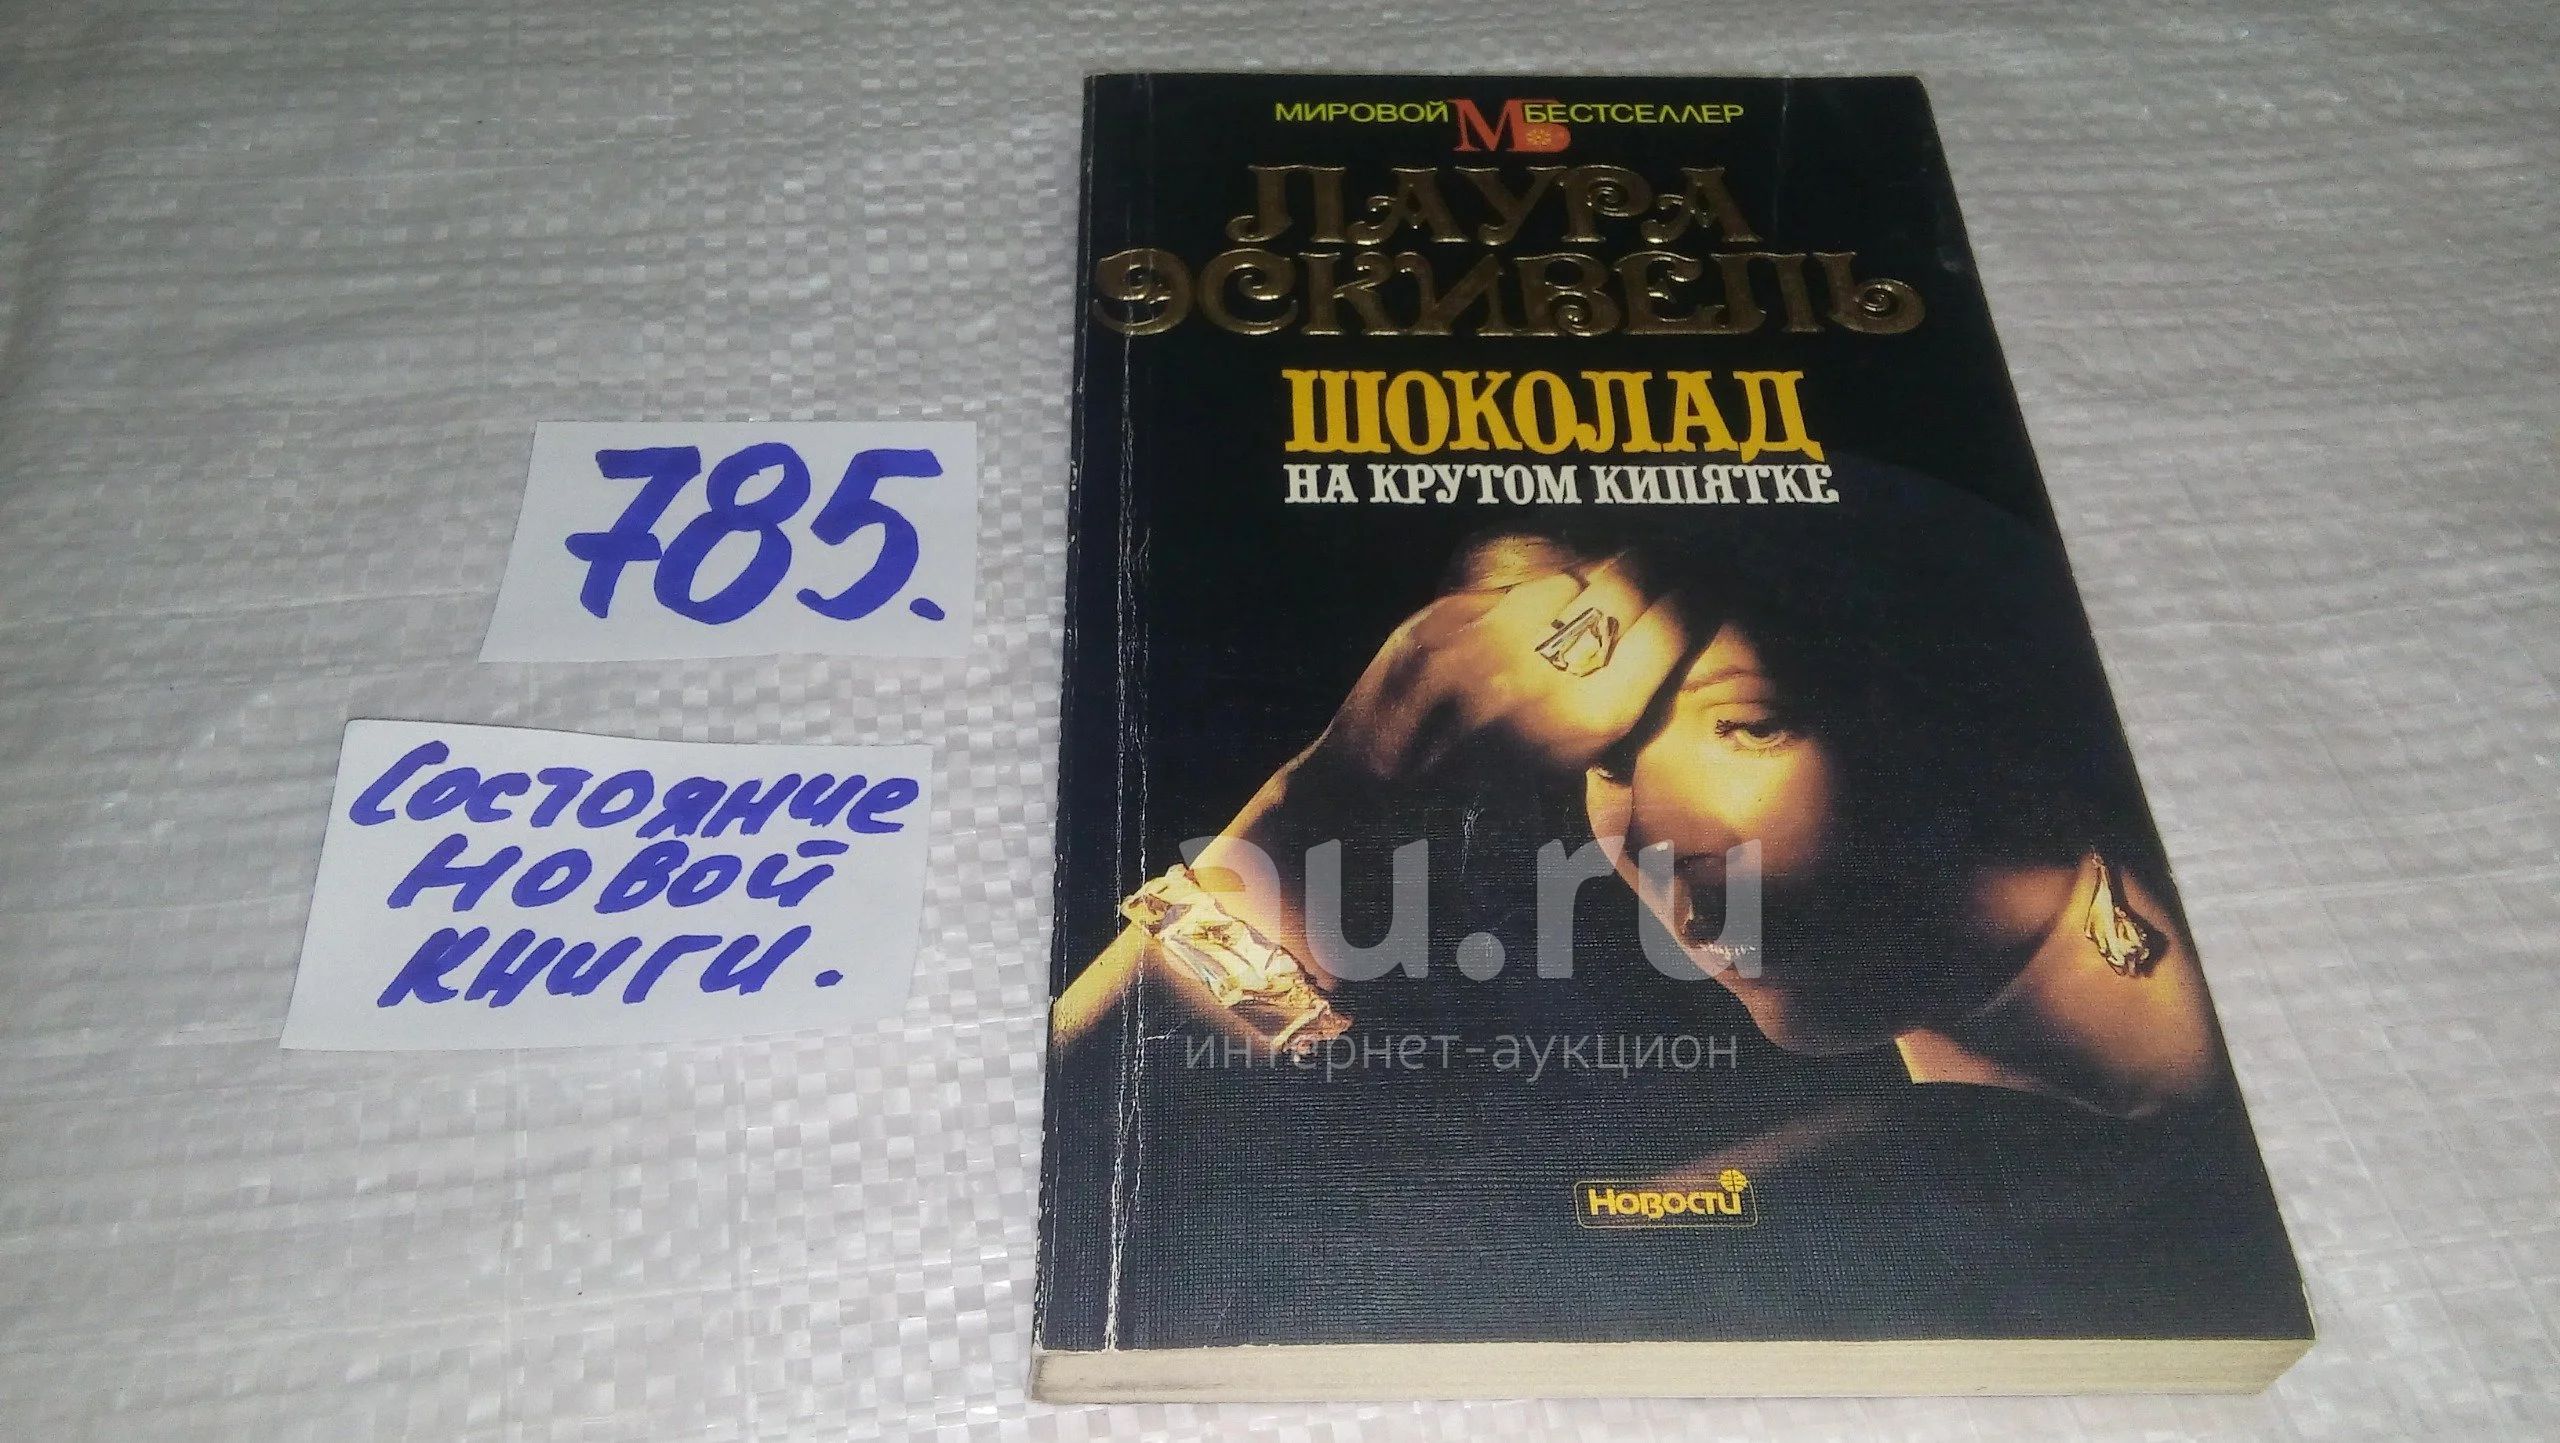 785.
Состояние
новой
книги.
МИРОВОЙ МБ БЕСТСЕЛЛЕР
ЛАУРА
ЭСКИВЕЛЬ
ШОКОЛАД
НА КРУТОМ КИПЯТКЕ
au.ru
интернет-аукцион
НОВОСТИ